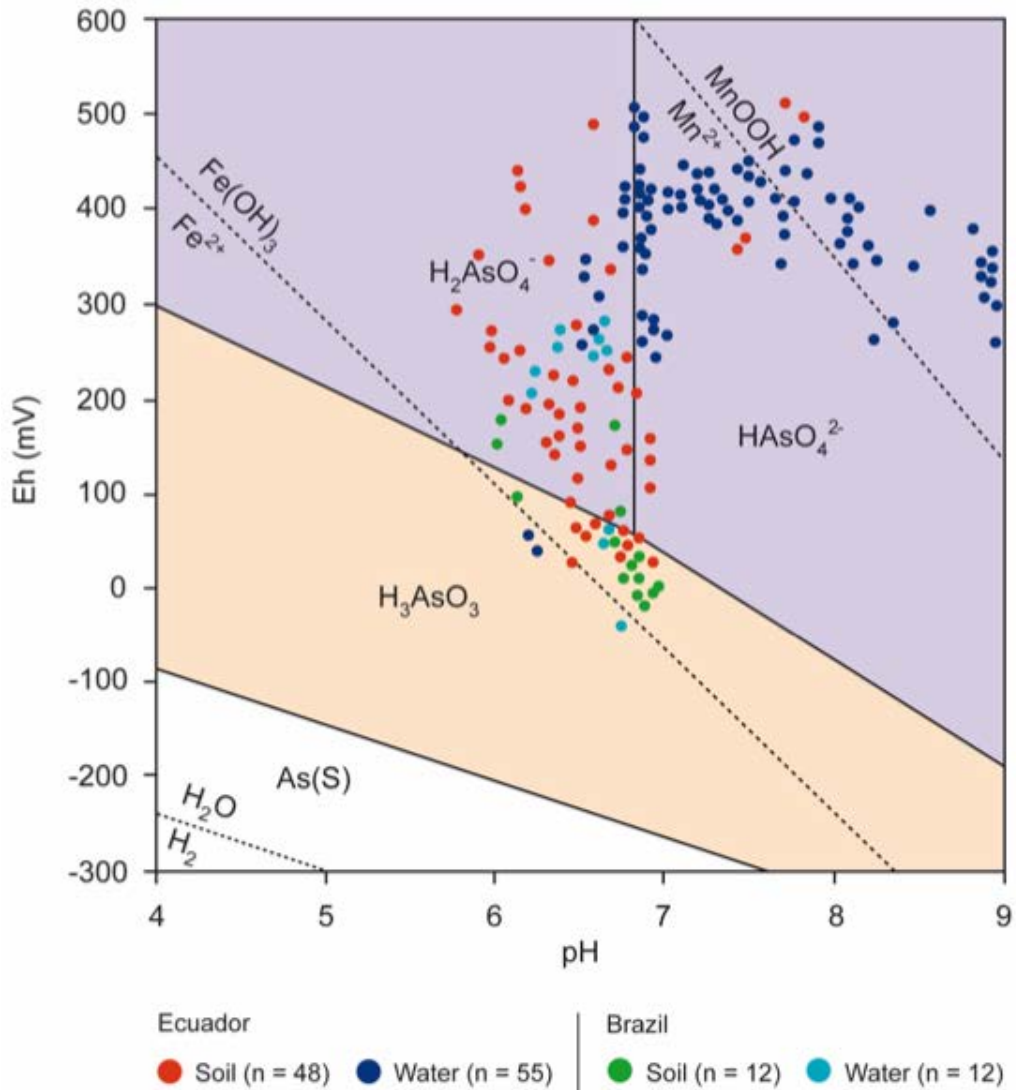 600
500
400
300
200
100
0
-100
-200
-300
Eh (mV)
Fe(OH)₃
Fe²⁺
MnOOH
Mn²⁺
H₂AsO₄⁻
HAsO₄²⁻
H₃AsO₃
As(S)
H₂O
H₂
4 5 6 7 8 9
pH
Ecuador Brazil
Soil (n = 48) Water (n = 55) Soil (n = 12) Water (n = 12)